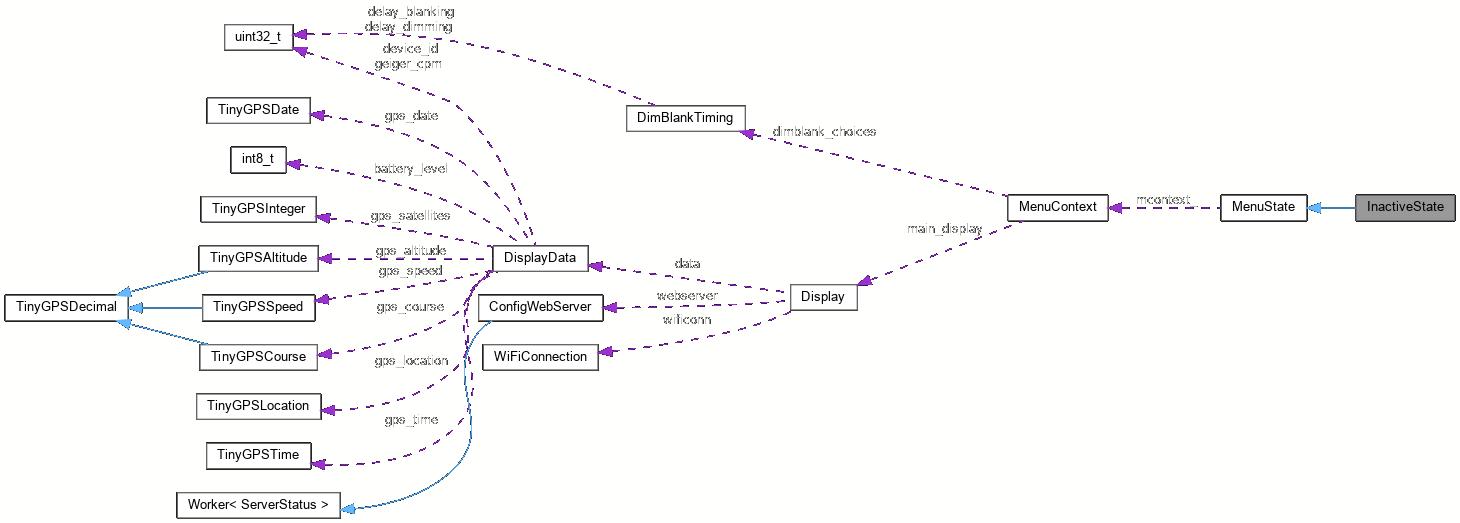 delay_blanking
delay_dimming
uint32_t
device_id
geiger_cpm
TinyGPSDate
gps_date
DimBlankTiming
dimblank_choices
int8_t
battery_level
TinyGPSInteger
gps_satellites
MenuContext
mcontext
MenuState
InactiveState
main_display
TinyGPSAltitude
gps_altitude
DisplayData
data
gps_speed
TinyGPSDecimal
TinyGPSSpeed
gps_course
ConfigWebServer
webserver
Display
wificonn
TinyGPSCourse
gps_location
WiFiConnection
TinyGPSLocation
gps_time
TinyGPSTime
Worker< ServerStatus >